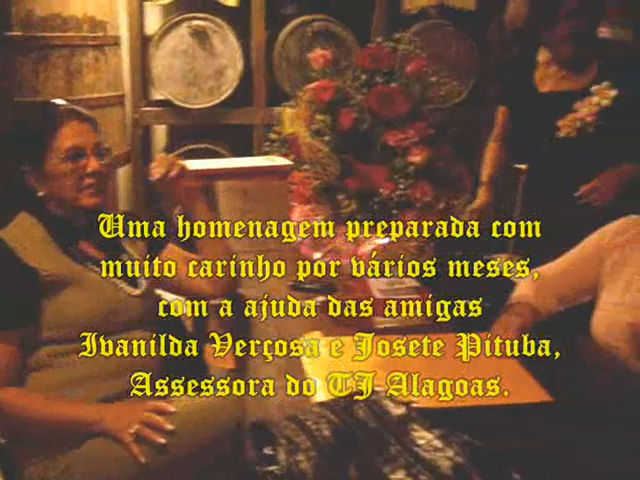 Uma homenagem preparada com
muito carinho por vários meses,
com a ajuda das amigas
Ivanilda Verçosa e Josete Pituba,
Assessora do TJ Alagoas.